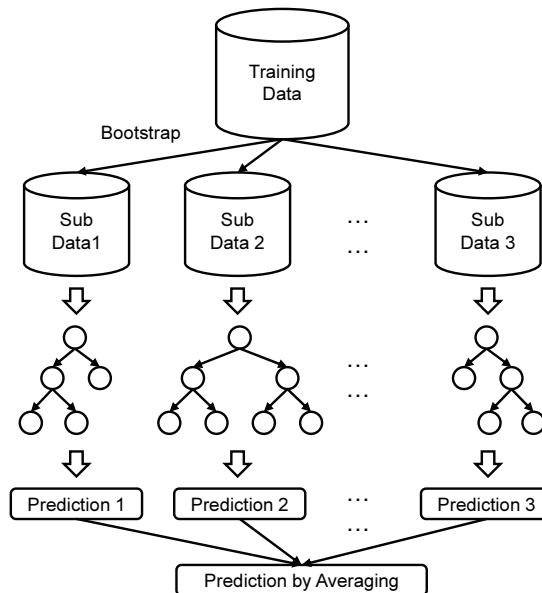 Training
Data
Bootstrap
Sub
Data1
Sub
Data 2
...
...
Sub
Data 3
...
...
Prediction 1
Prediction 2
...
...
Prediction 3
Prediction by Averaging